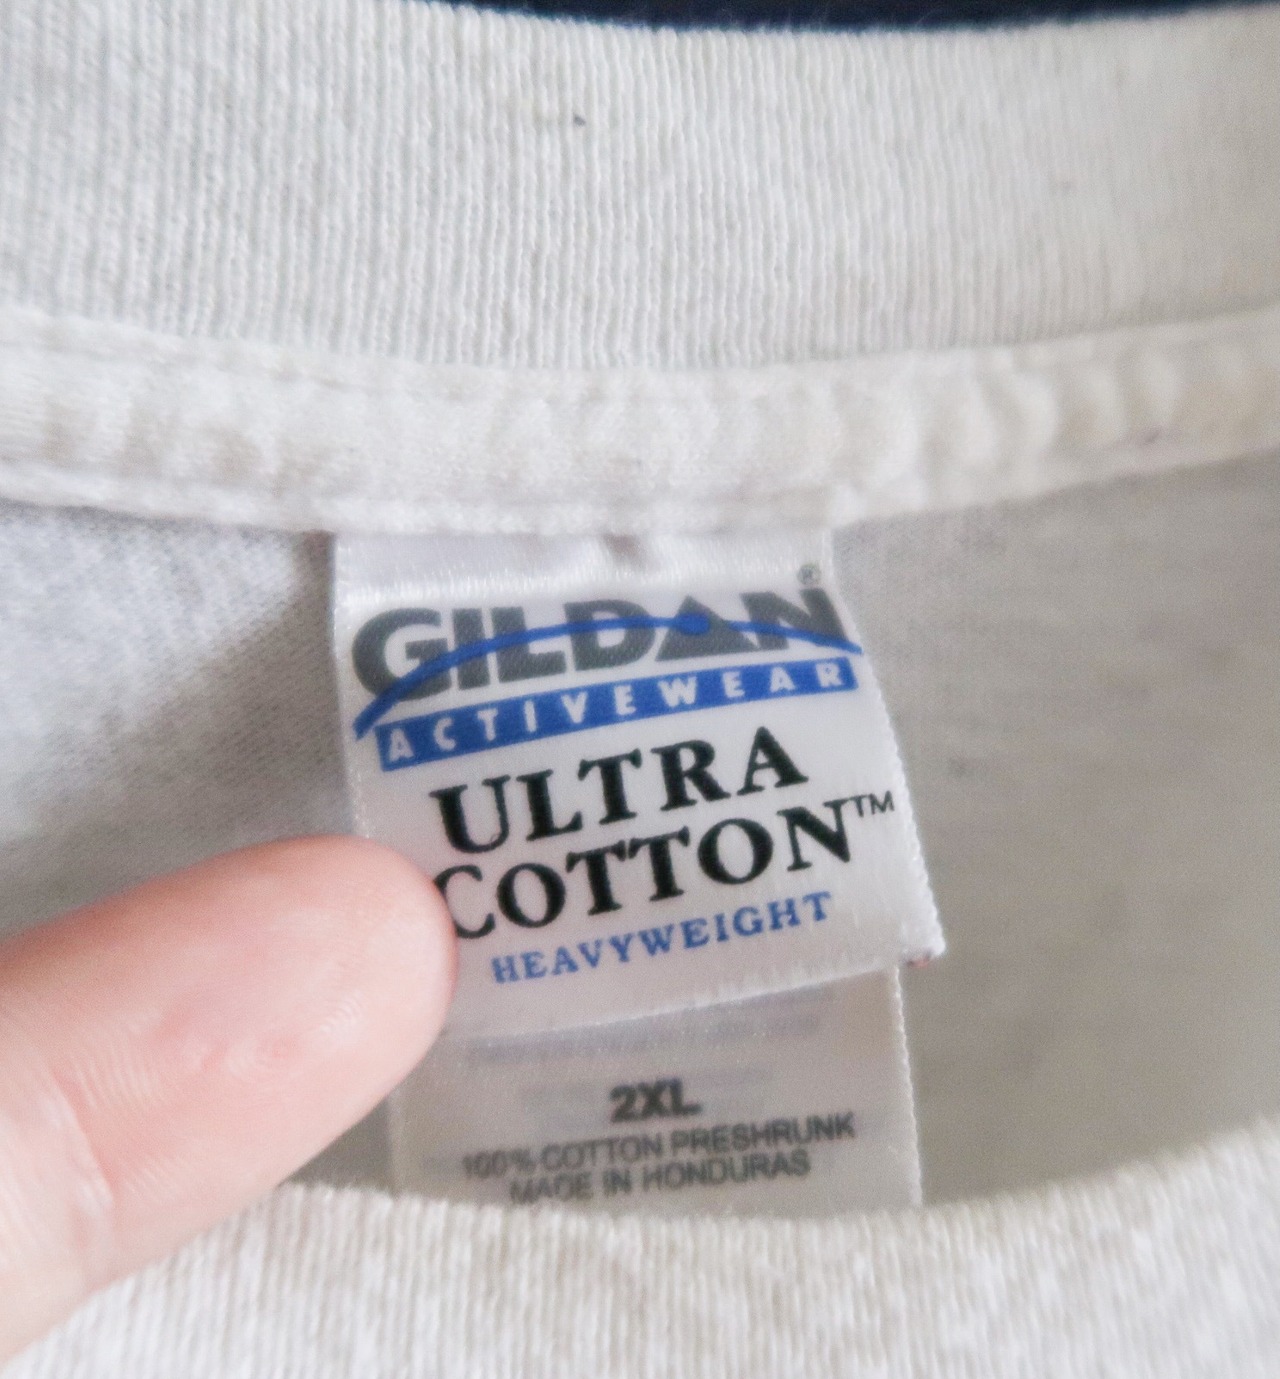 GILDAN®
ACTIVEWEAR
ULTRA
COTTON™
HEAVYWEIGHT
2XL
100% COTTON PRESHRUNK
MADE IN HONDURAS